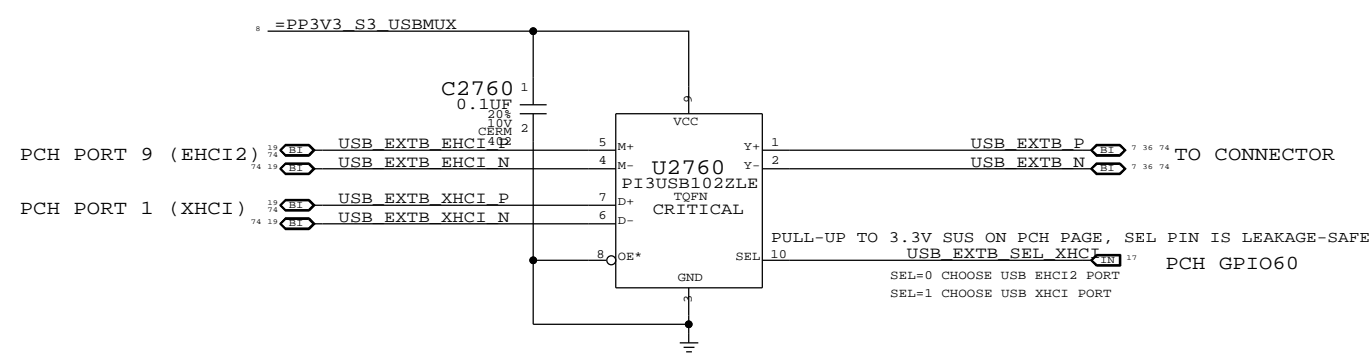 8 =PP3V3_S3_USBMUX
C2760 1
0.1UF
20%
10V
CERM 2
402
9
VCC
PCH PORT 9 (EHCI2)
19 74 BI USB_EXTB_EHCI_P 5 M+
74 19 BI USB_EXTB_EHCI_N 4 M-
PCH PORT 1 (XHCI)
19 74 BI USB_EXTB_XHCI_P 7 D+
74 19 BI USB_EXTB_XHCI_N 6 D-
8 OE*
U2760
PI3USB102ZLE
TQFN
CRITICAL
Y+ 1 USB_EXTB_P BI 7 36 74
Y- 2 USB_EXTB_N BI 7 36 74
TO CONNECTOR
PULL-UP TO 3.3V SUS ON PCH PAGE, SEL PIN IS LEAKAGE-SAFE
SEL 10 USB_EXTB_SEL_XHCI IN 17 PCH GPIO60
SEL=0 CHOOSE USB EHCI2 PORT
SEL=1 CHOOSE USB XHCI PORT
GND
3